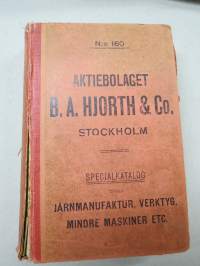 N:o 160
AKTIEBOLAGET
B. A. HJORTH & Co.
STOCKHOLM
SPECIALKATALOG
JÄRNMANUFAKTUR, VERKTYG,
MINDRE MASKINER ETC.